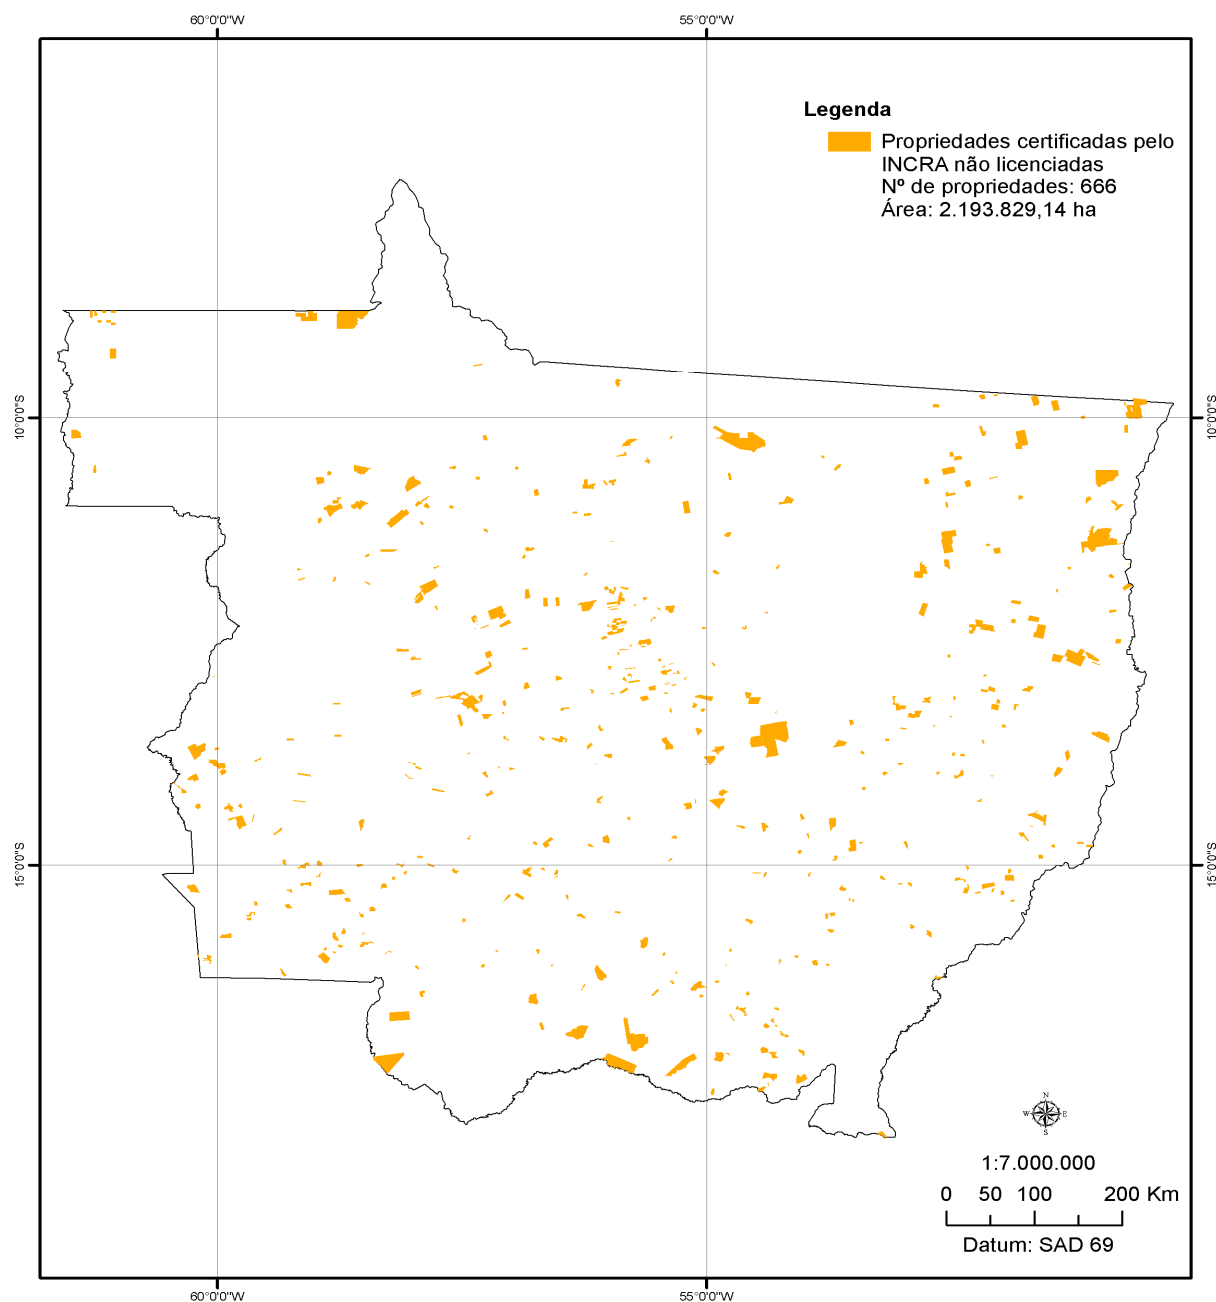 60°0'0"W 55°0'0"W
Legenda
Propriedades certificadas pelo
INCRA não licenciadas
Nº de propriedades: 666
Área: 2.193.829,14 ha
10°0'0"S 10°0'0"S
15°0'0"S 15°0'0"S
N
W E
S
1:7.000.000
0 50 100 200 Km
Datum: SAD 69
60°0'0"W 55°0'0"W